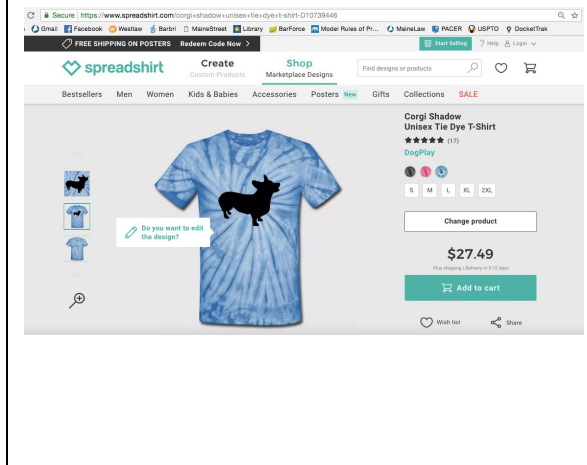 Secure | https://www.spreadshirt.com/corgi+shadow+unisex+tie+dye+t-shirt-D10739446
Gmail Facebook Westlaw Barbri MaineStreet Library BarForce Model Rules of Pr... MaineLaw PACER USPTO DocketTrak
FREE SHIPPING ON POSTERS Redeem Code Now > Start Selling ? Help Login
spreadshirt
Create
Custom Products
Shop
Marketplace Designs
Find designs or products
Bestsellers Men Women Kids & Babies Accessories Posters New Gifts Collections SALE
Corgi Shadow
Unisex Tie Dye T-Shirt
★★★★★ (17)
DogPlay
S M L XL 2XL
Do you want to edit
the design?
Change product
$27.49
Plus shipping | Delivery in 5-12 days
Add to cart
Wish list Share